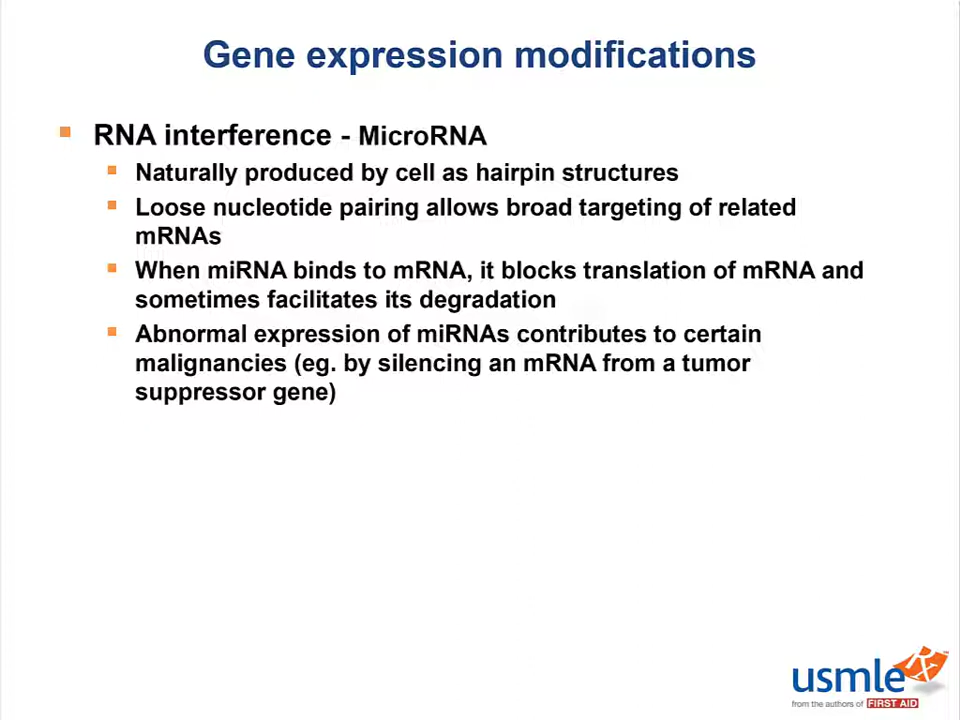 Gene expression modifications
RNA interference - MicroRNA
Naturally produced by cell as hairpin structures
Loose nucleotide pairing allows broad targeting of related
mRNAs
When miRNA binds to mRNA, it blocks translation of mRNA and
sometimes facilitates its degradation
Abnormal expression of miRNAs contributes to certain
malignancies (eg. by silencing an mRNA from a tumor
suppressor gene)
usmle Rx
from the authors of FIRST AID